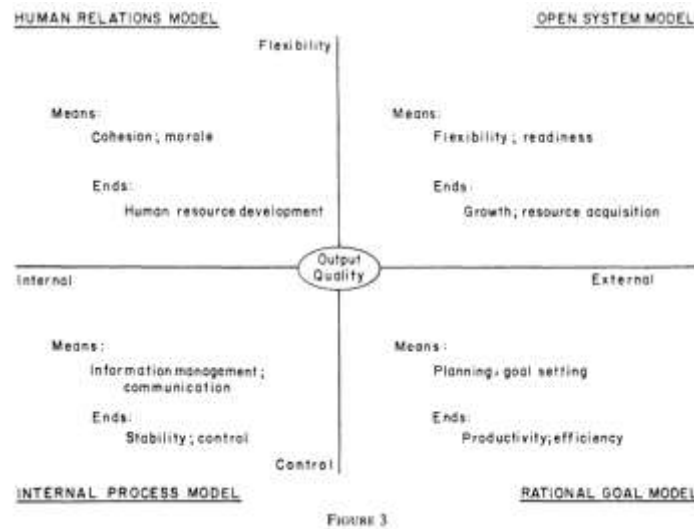 HUMAN RELATIONS MODEL
OPEN SYSTEM MODEL
Flexibility
Means:
Cohesion; morale
Ends:
Human resource development
Means:
Flexibility; readiness
Ends:
Growth; resource acquisition
Output
Quality
Internal
External
Means:
Information management;
communication
Ends:
Stability; control
Means:
Planning, goal setting
Ends:
Productivity; efficiency
Control
INTERNAL PROCESS MODEL
RATIONAL GOAL MODEL
FIGURE 3